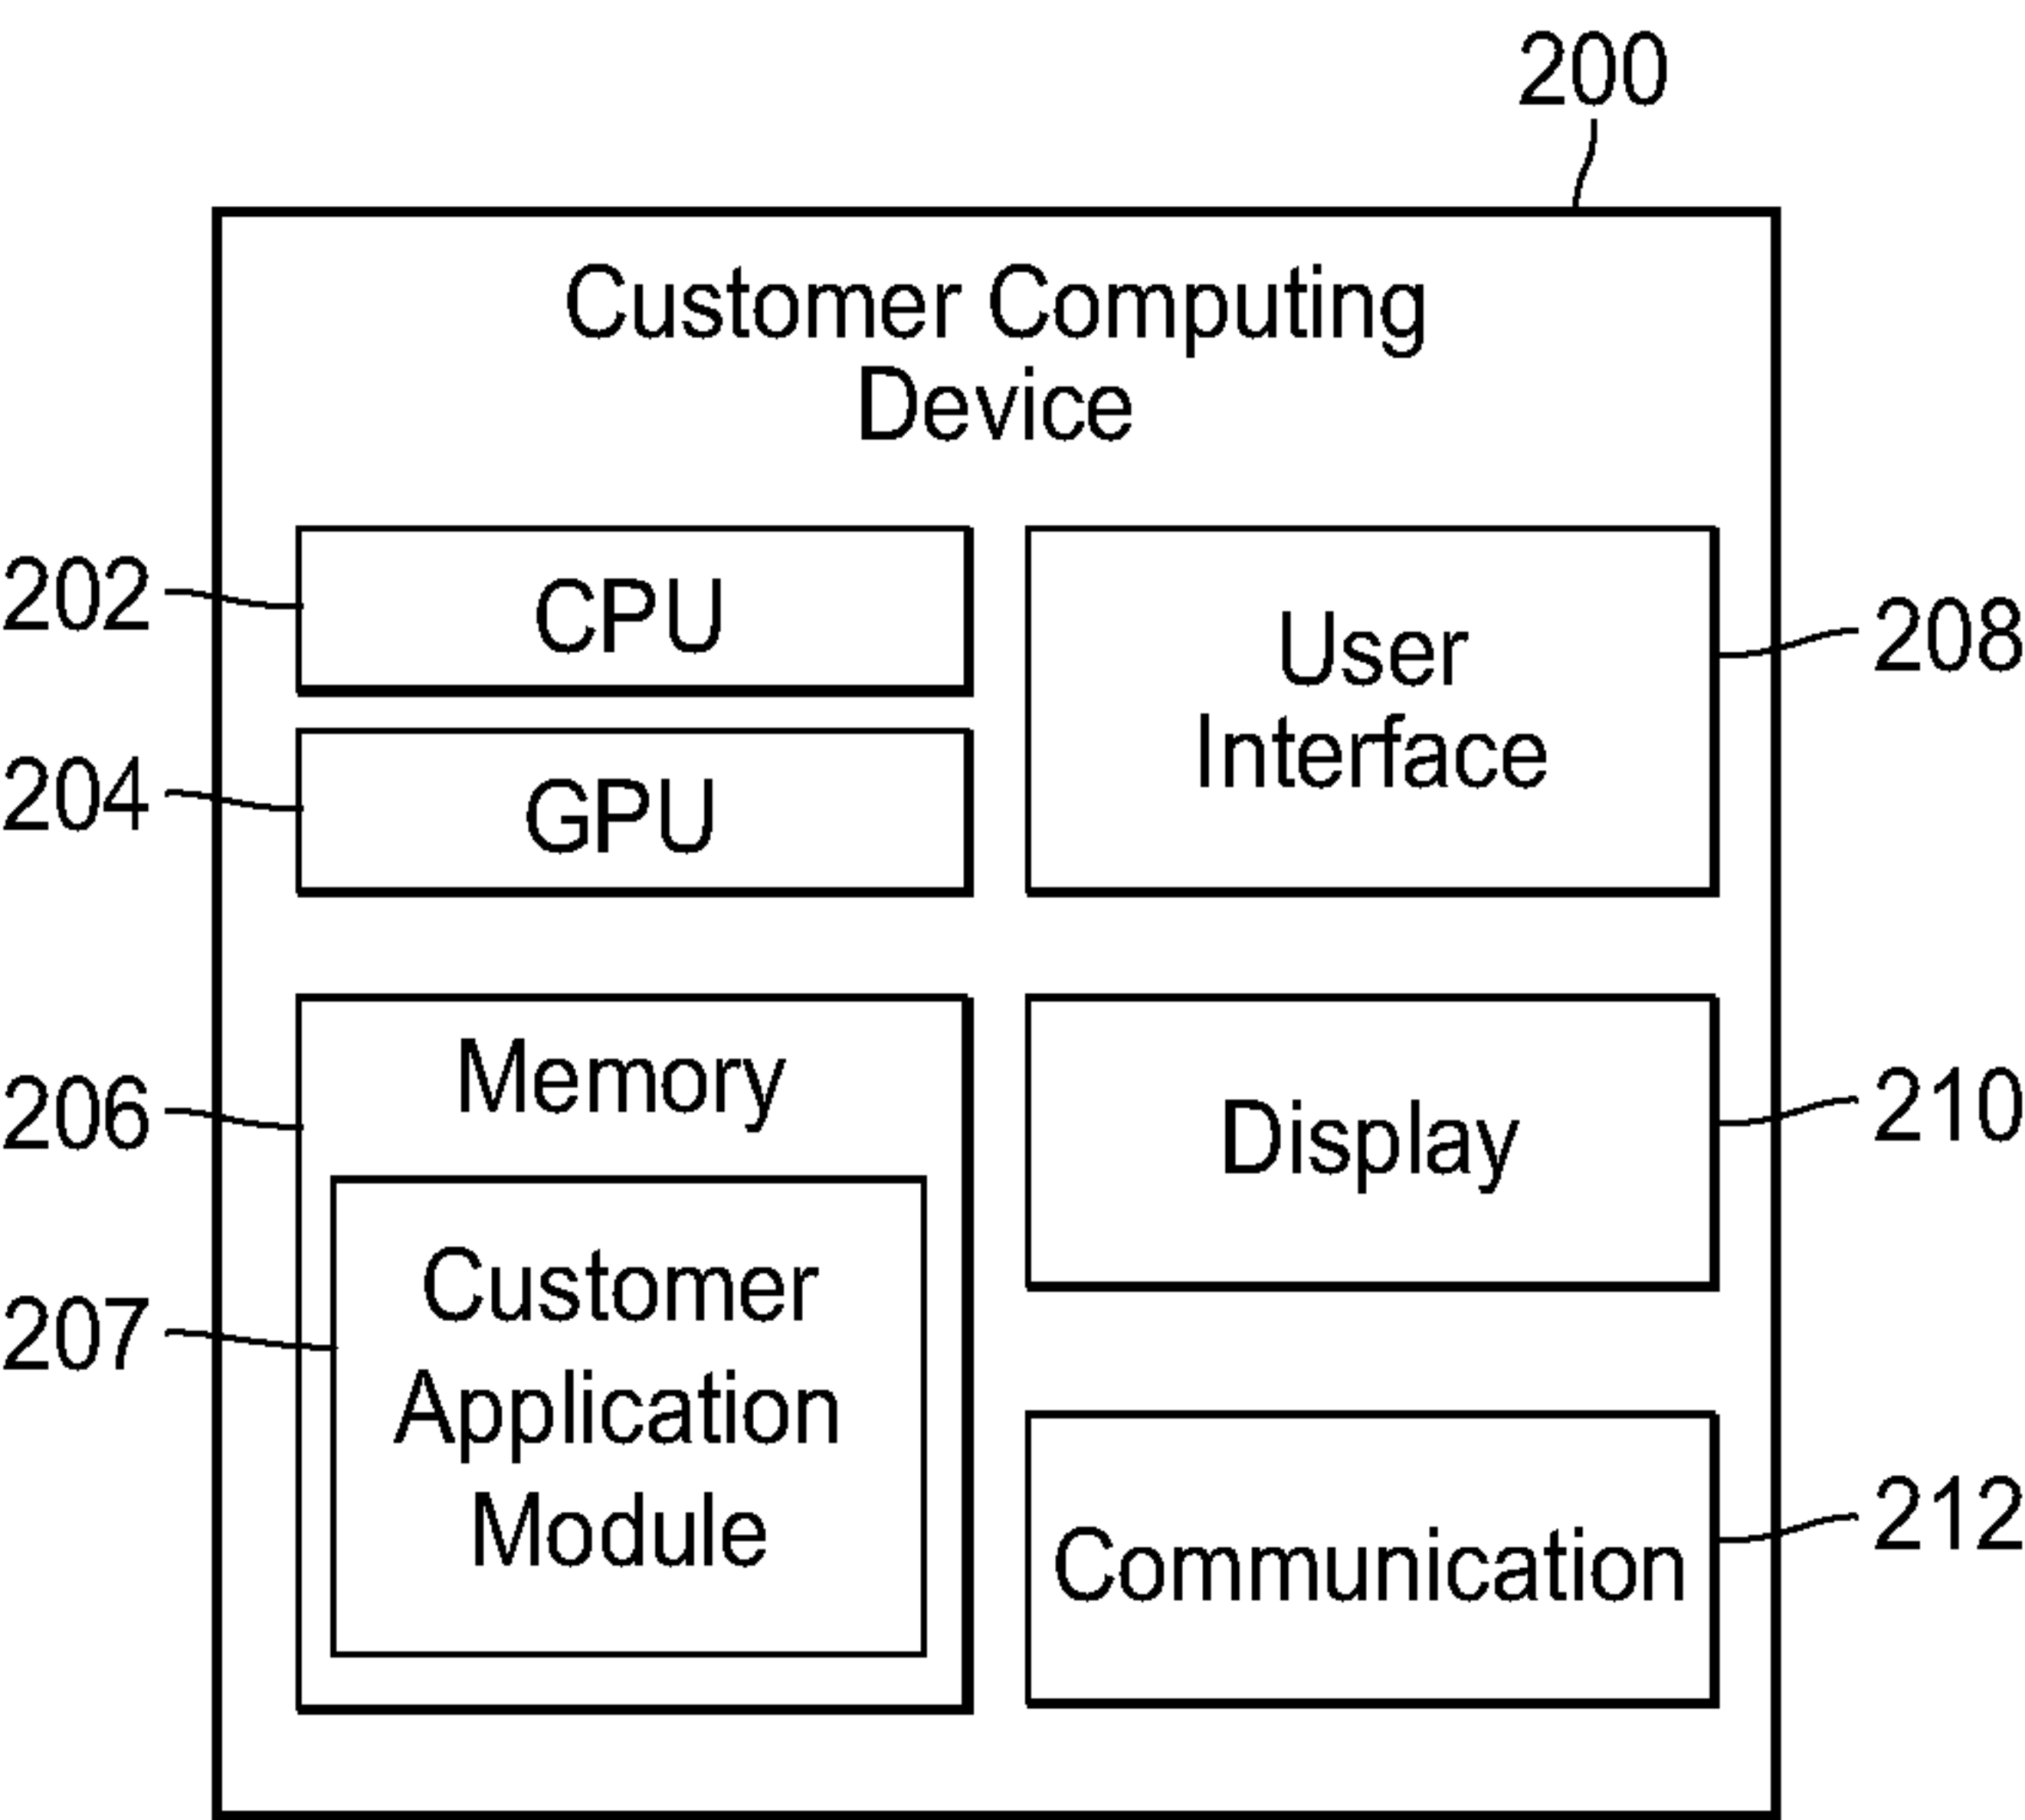 200
Customer Computing
Device
202
CPU
User
Interface
208
204
GPU
206
Memory
Display
210
207
Customer
Application
Module
Communication
212